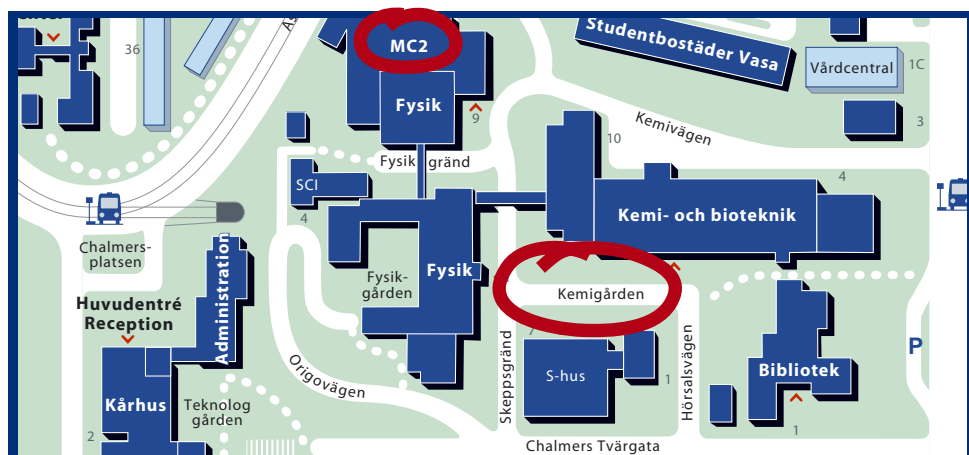 36
MC2
Studentbostäder Vasa
Vårdcentral
1C
Fysik
9
3
Kemivägen
10
Fysik gränd
SCI
4
4
Kemi- och bioteknik
Chalmers-
platsen
Administration
Fysik-
gården
Fysik
Kemigården
Huvudentré
Reception
Origovägen
Skeppsgränd
S-hus
1
Hörsalsvägen
Bibliotek
P
Kårhus
Teknolog
gården
2
1
Chalmers Tvärgata